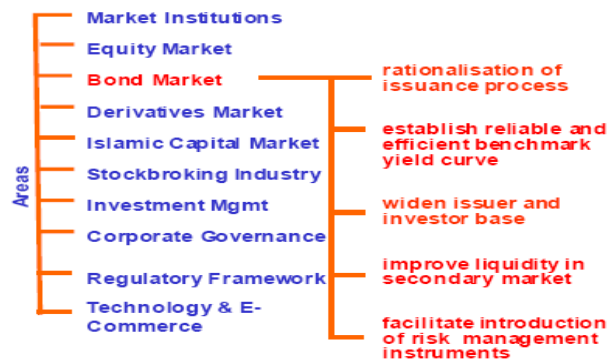 Areas
Market Institutions
Equity Market
Bond Market
Derivatives Market
Islamic Capital Market
Stockbroking Industry
Investment Mgmt
Corporate Governance
Regulatory Framework
Technology & E-
Commerce
rationalisation of
issuance process
establish reliable and
efficient benchmark
yield curve
widen issuer and
investor base
improve liquidity in
secondary market
facilitate introduction
of risk management
instruments